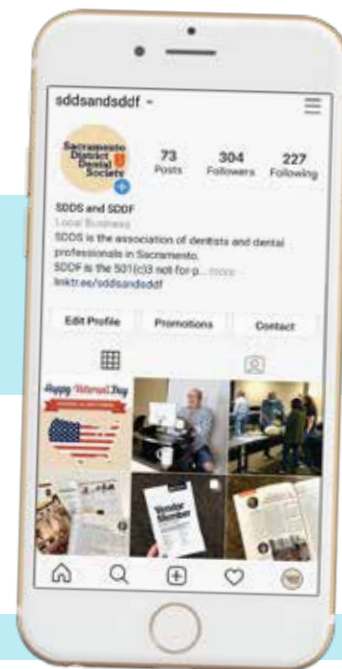 sddsandsddf
Sacramento
District
Dental
Society
73
304
227
Posts
Followers
Following
SDDS and SDDF
Local Business
SDDS is the association of dentists and dental
professionals in Sacramento.
SDDF is the 501(c)3 not-for-p... more
linktr.ee/sddsandsddf
Edit Profile
Promotions
Contact
Happy Veterans Day
Vendor
Member